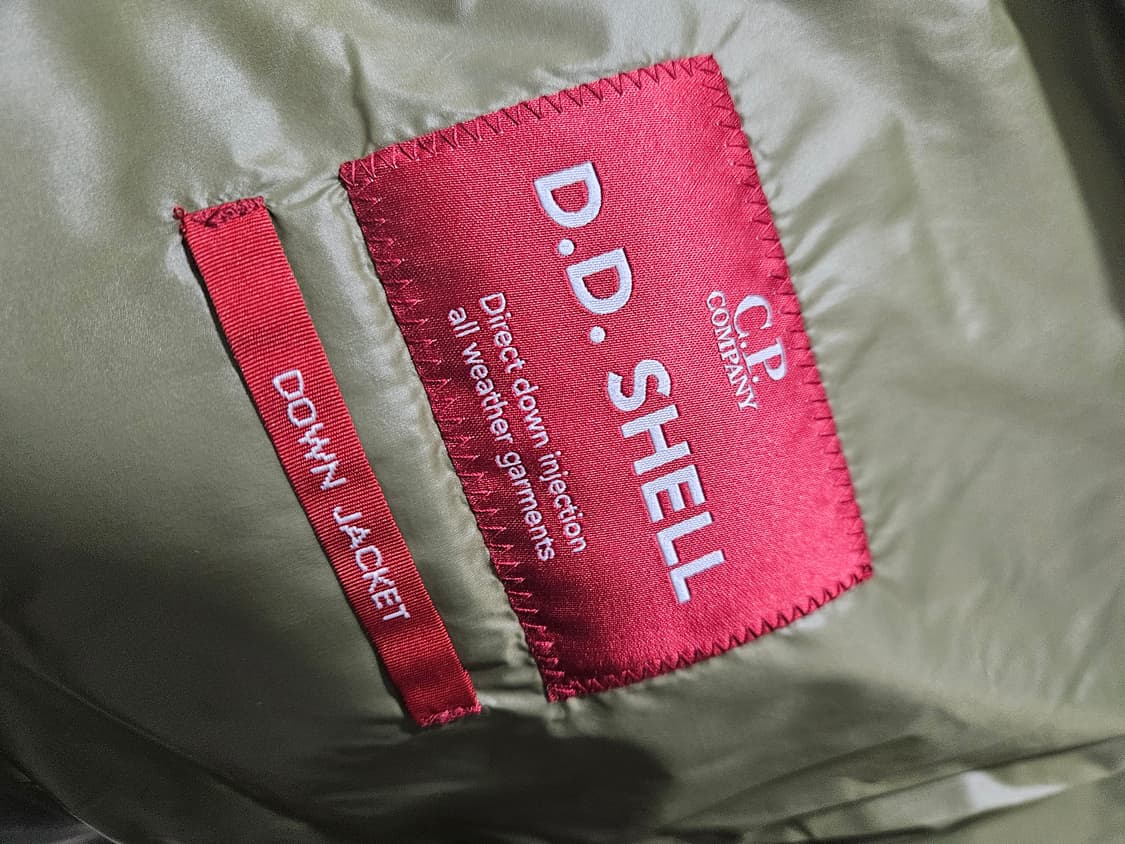 C.P.
COMPANY
D.D. SHELL
Direct down injection
all weather garments
DOWN JACKET